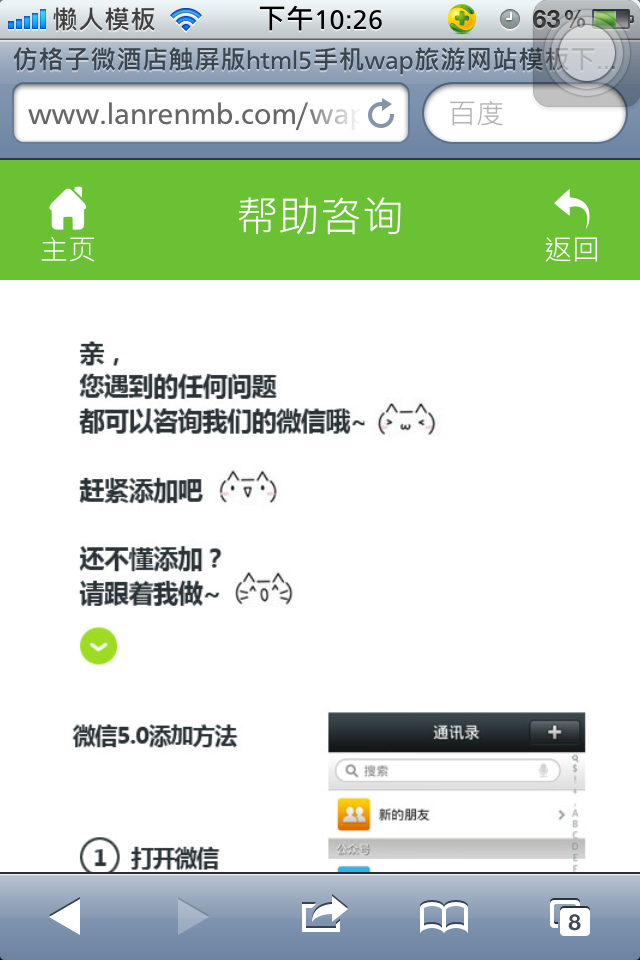 懒人模板 下午10:26 63%
仿格子微酒店触屏版html5手机wap旅游网站模板下...
www.lanrenmb.com/wap 百度
主页 帮助咨询 返回
亲，
您遇到的任何问题
都可以咨询我们的微信哦~
赶紧添加吧
还不懂添加？
请跟着我做~
微信5.0添加方法
通讯录
搜索
新的朋友
公众号
A
B
C
D
E
F
1 打开微信
8